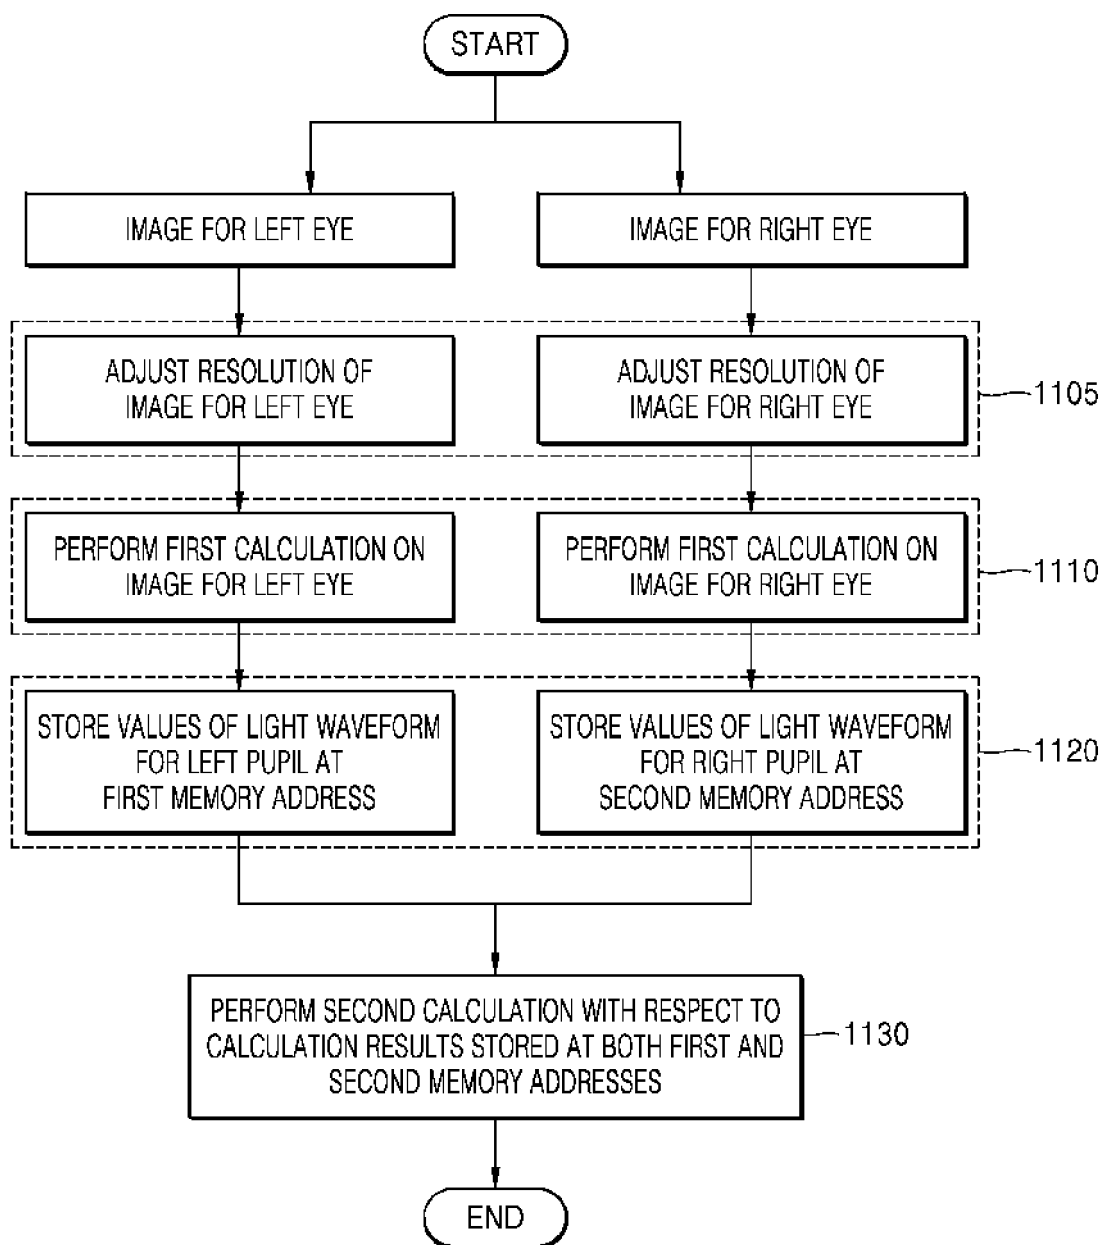 START
IMAGE FOR LEFT EYE
IMAGE FOR RIGHT EYE
ADJUST RESOLUTION OF
IMAGE FOR LEFT EYE
ADJUST RESOLUTION OF
IMAGE FOR RIGHT EYE
1105
PERFORM FIRST CALCULATION ON
IMAGE FOR LEFT EYE
PERFORM FIRST CALCULATION ON
IMAGE FOR RIGHT EYE
1110
STORE VALUES OF LIGHT WAVEFORM
FOR LEFT PUPIL AT
FIRST MEMORY ADDRESS
STORE VALUES OF LIGHT WAVEFORM
FOR RIGHT PUPIL AT
SECOND MEMORY ADDRESS
1120
PERFORM SECOND CALCULATION WITH RESPECT TO
CALCULATION RESULTS STORED AT BOTH FIRST AND
SECOND MEMORY ADDRESSES
1130
END